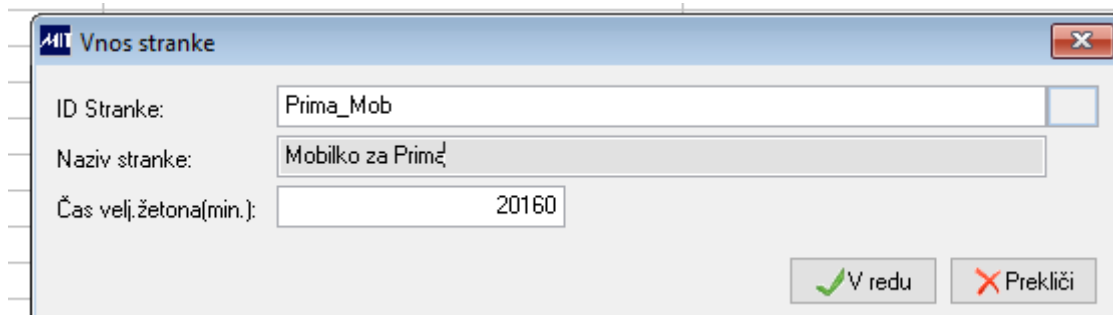 MIT Vnos stranke
ID Stranke: Prima_Mob
Naziv stranke: Mobilko za Prima
Čas velj.žetona(min.): 20160
V redu Prekliči